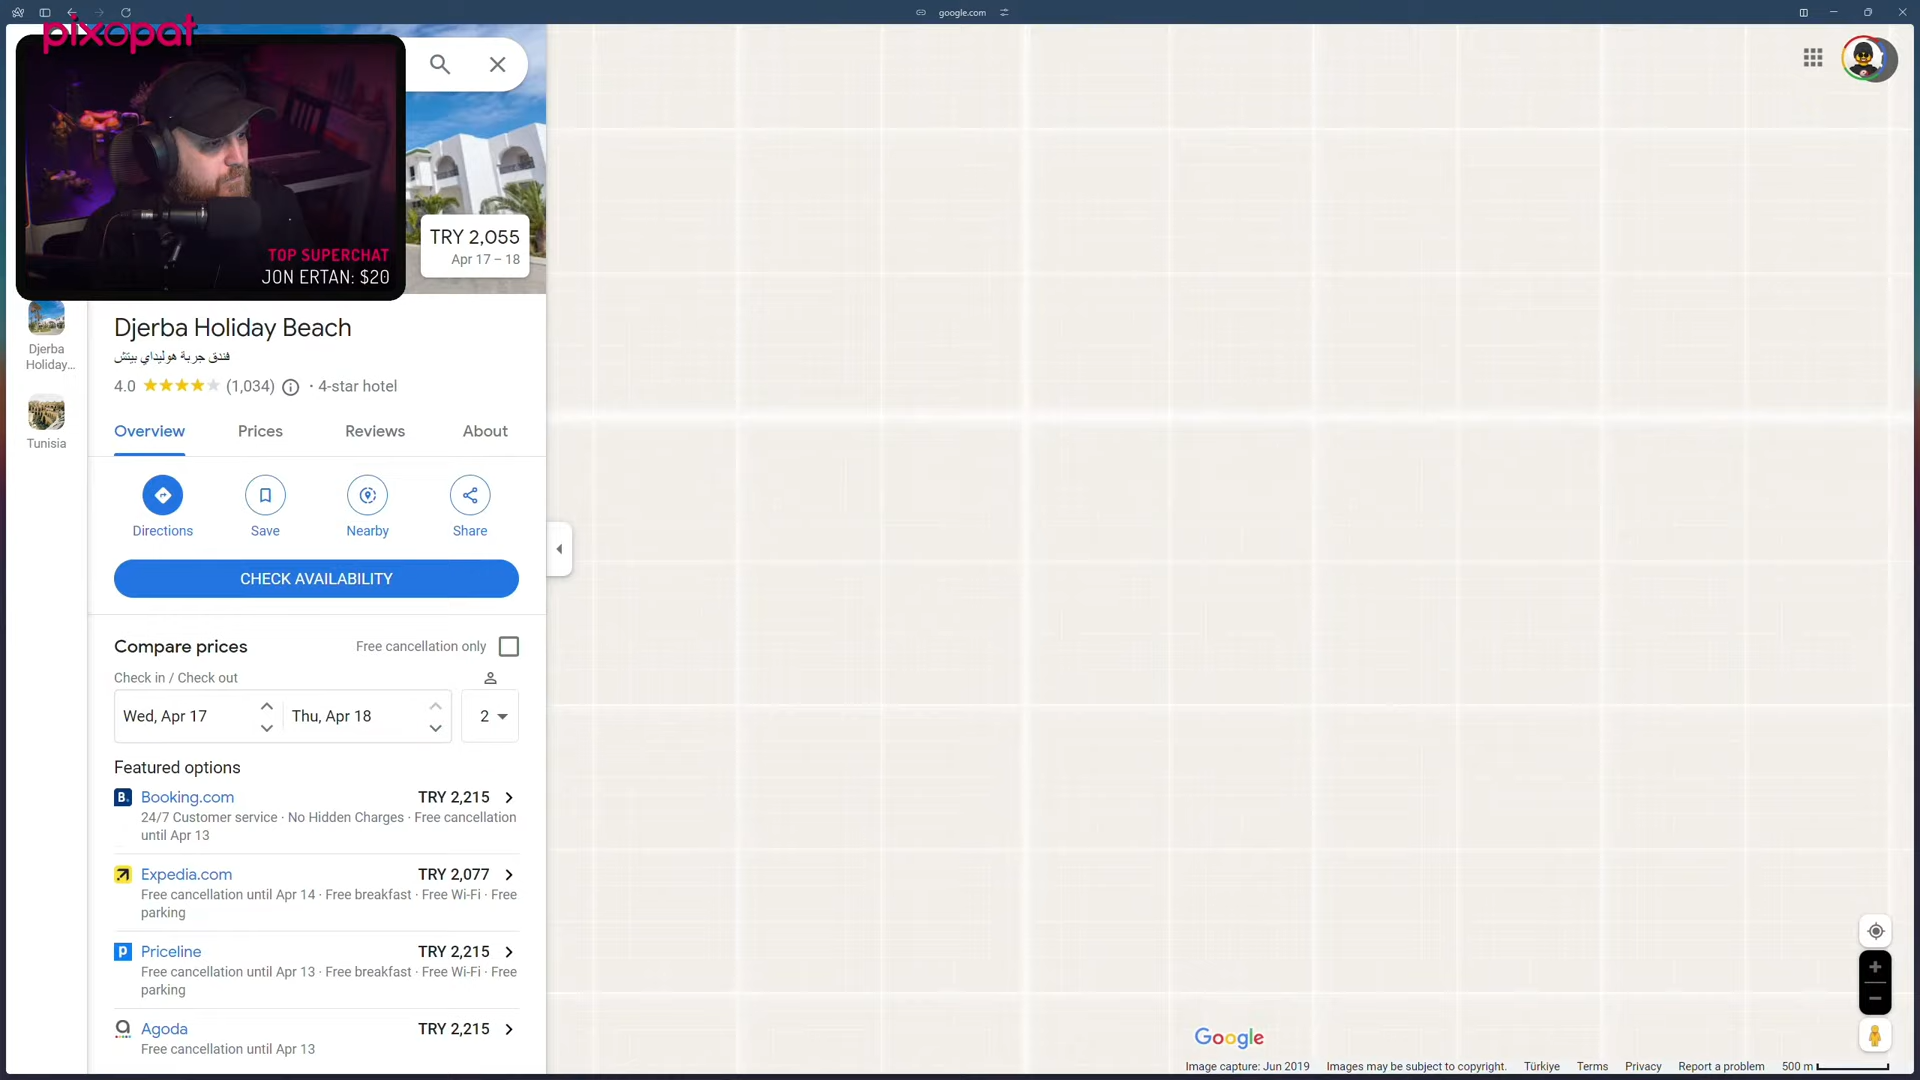 google.com
pixopat
TOP SUPERCHAT
JON ERTAN: $20
TRY 2,055
Apr 17 – 18
Djerba
Holiday...
Tunisia
Djerba Holiday Beach
فندق جربة هوليداي بيتش
4.0 (1,034) · 4-star hotel
Overview Prices Reviews About
Directions Save Nearby Share
CHECK AVAILABILITY
Compare prices Free cancellation only
Check in / Check out
Wed, Apr 17 Thu, Apr 18 2
Featured options
B. Booking.com TRY 2,215
24/7 Customer service · No Hidden Charges · Free cancellation
until Apr 13
Expedia.com TRY 2,077
Free cancellation until Apr 14 · Free breakfast · Free Wi-Fi · Free
parking
p Priceline TRY 2,215
Free cancellation until Apr 13 · Free breakfast · Free Wi-Fi · Free
parking
a Agoda TRY 2,215
Free cancellation until Apr 13
Google
Image capture: Jun 2019 Images may be subject to copyright. Türkiye Terms Privacy Report a problem 500 m